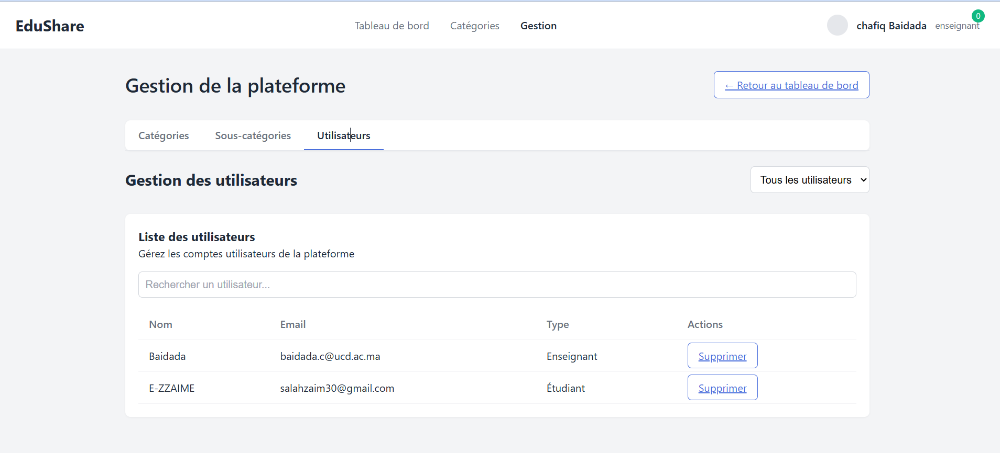 EduShare
Tableau de bord Catégories Gestion
chafiq Baidada enseignant 0
Gestion de la plateforme
← Retour au tableau de bord
Catégories Sous-catégories Utilisateurs
Gestion des utilisateurs
Tous les utilisateurs
Liste des utilisateurs
Gérez les comptes utilisateurs de la plateforme
Rechercher un utilisateur...
Nom Email Type Actions
Baidada baidada.c@ucd.ac.ma Enseignant Supprimer
E-ZZAIME salahzaim30@gmail.com Étudiant Supprimer